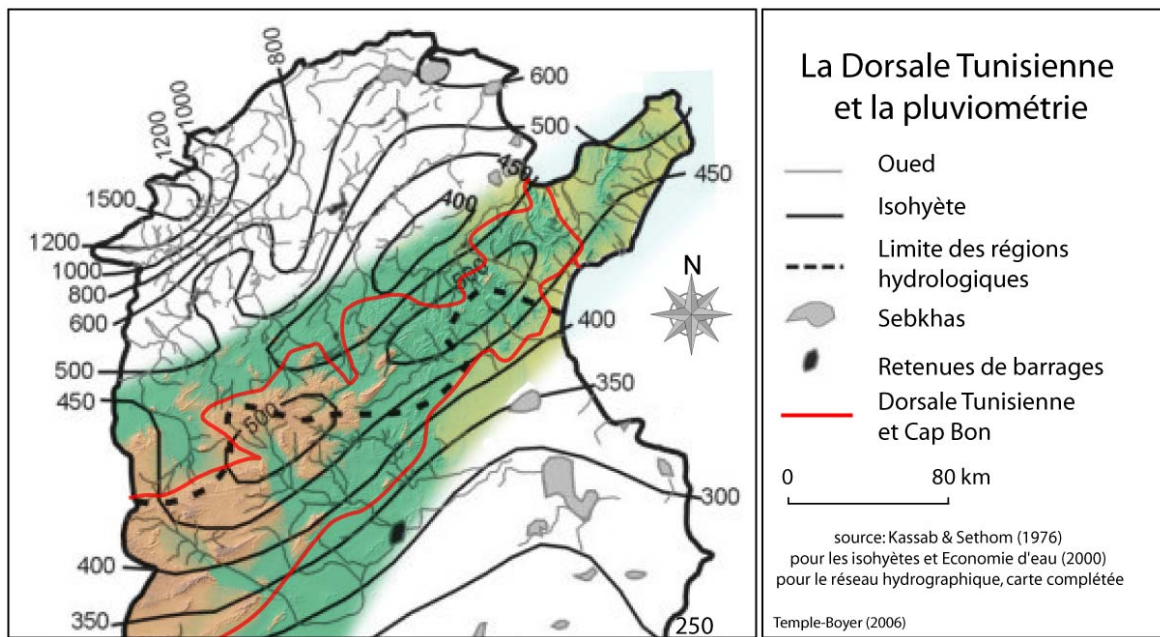 800
1000
1200
1500
1200
1000
800
600
500
450
400
350
600
500
450
450
400
500
400
350
300
250
La Dorsale Tunisienne
et la pluviométrie
Oued
Isohyète
Limite des régions
hydrologiques
Sebkhas
Retenues de barrages
Dorsale Tunisienne
et Cap Bon
N
0 80 km
source: Kassab & Sethom (1976)
pour les isohyètes et Economie d'eau (2000)
pour le réseau hydrographique, carte complétée
Temple-Boyer (2006)